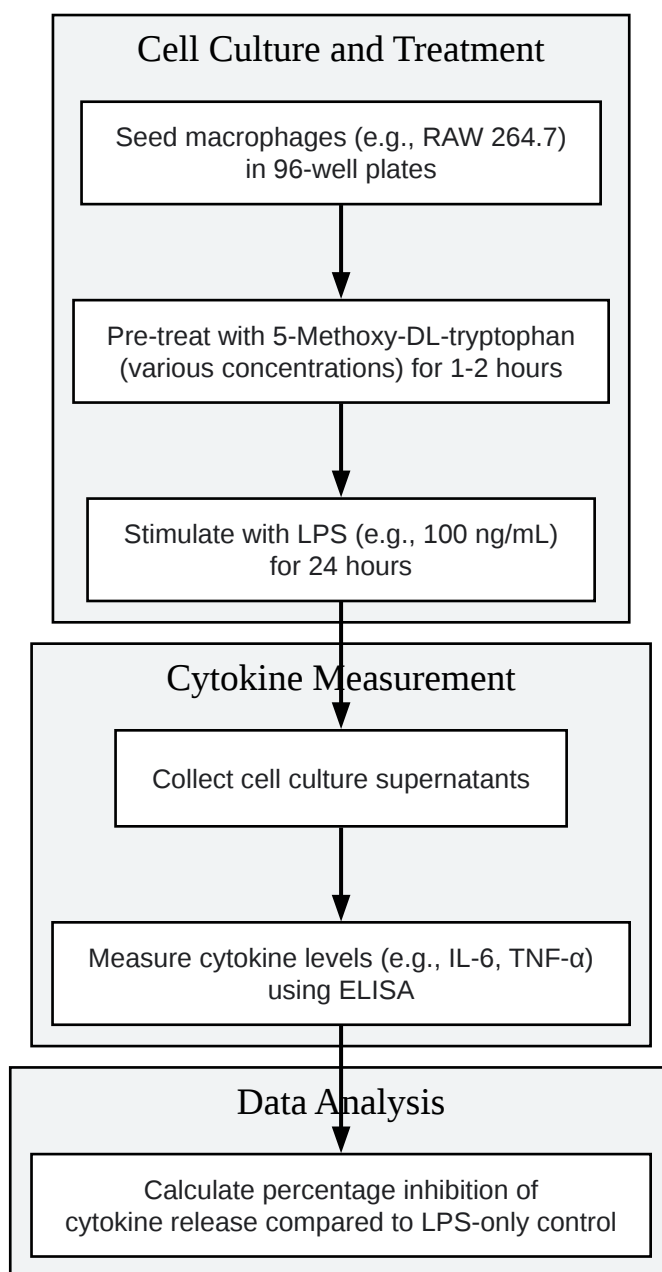 Cell Culture and Treatment
Seed macrophages (e.g., RAW 264.7)
in 96-well plates
Pre-treat with 5-Methoxy-DL-tryptophan
(various concentrations) for 1-2 hours
Stimulate with LPS (e.g., 100 ng/mL)
for 24 hours
Cytokine Measurement
Collect cell culture supernatants
Measure cytokine levels (e.g., IL-6, TNF-α)
using ELISA
Data Analysis
Calculate percentage inhibition of
cytokine release compared to LPS-only control